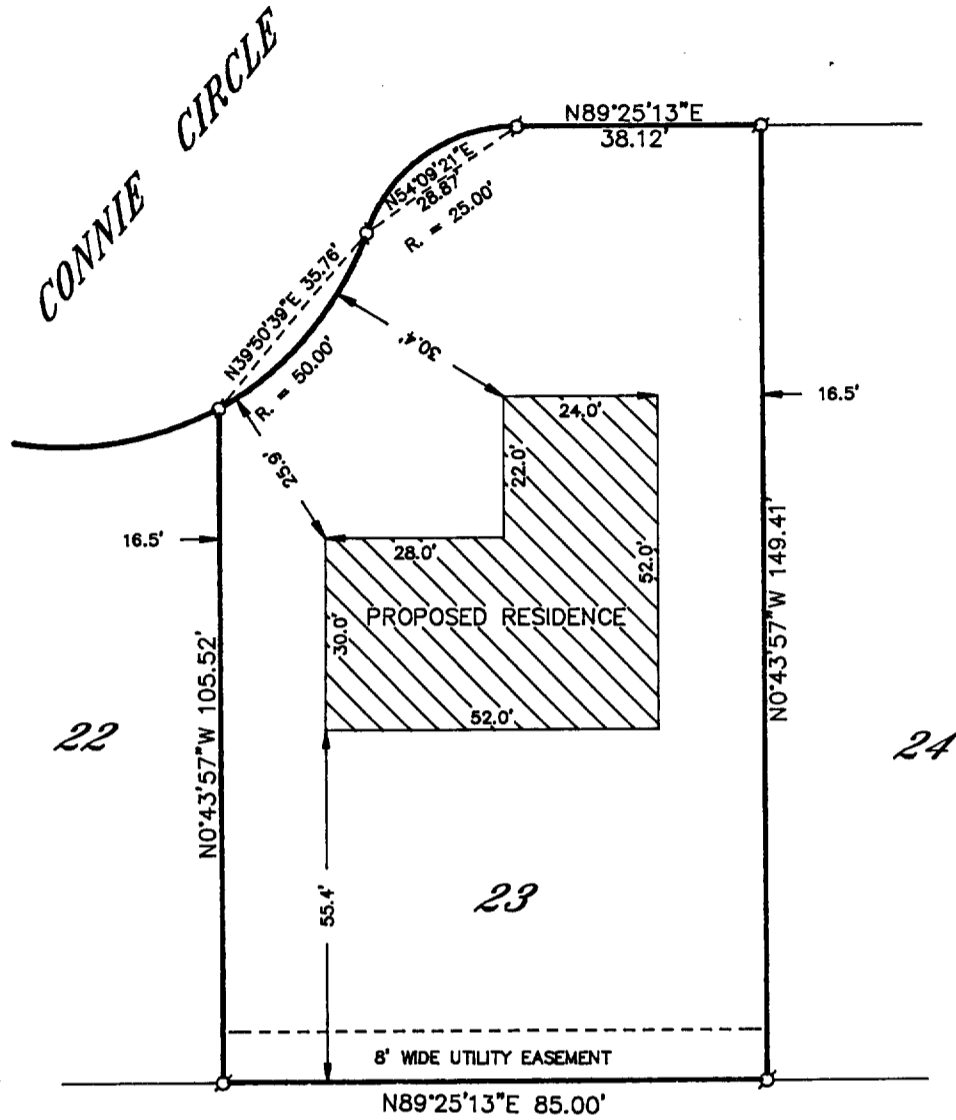 CONNIE CIRCLE
N89°25'13"E
38.12'
N54°09'21"E
28.87'
R. = 25.00'
N39°50'39"E 35.76'
R. = 50.00'
30.4'
24.0'
16.5'
25.9'
22.0'
16.5'
28.0'
52.0'
N0°43'57"W 149.41'
PROPOSED RESIDENCE
30.0'
N0°43'57"W 105.52'
52.0'
22
24
55.4'
23
8' WIDE UTILITY EASEMENT
N89°25'13"E 85.00'